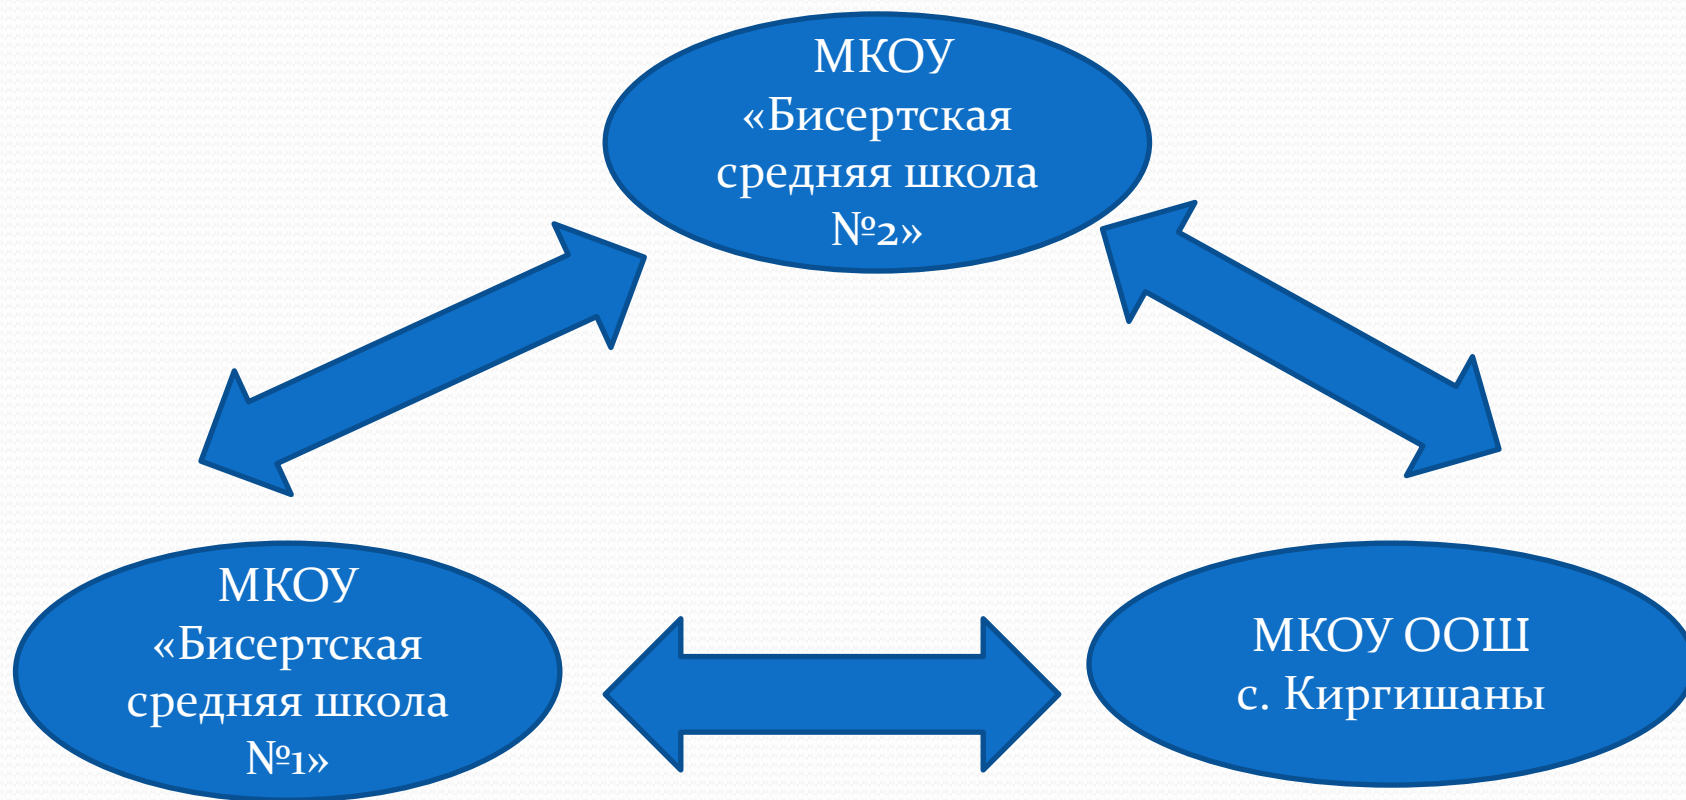 МКОУ
«Бисертская
средняя школа
№2»
МКОУ
«Бисертская
средняя школа
№1»
МКОУ ООШ
с. Киргишаны